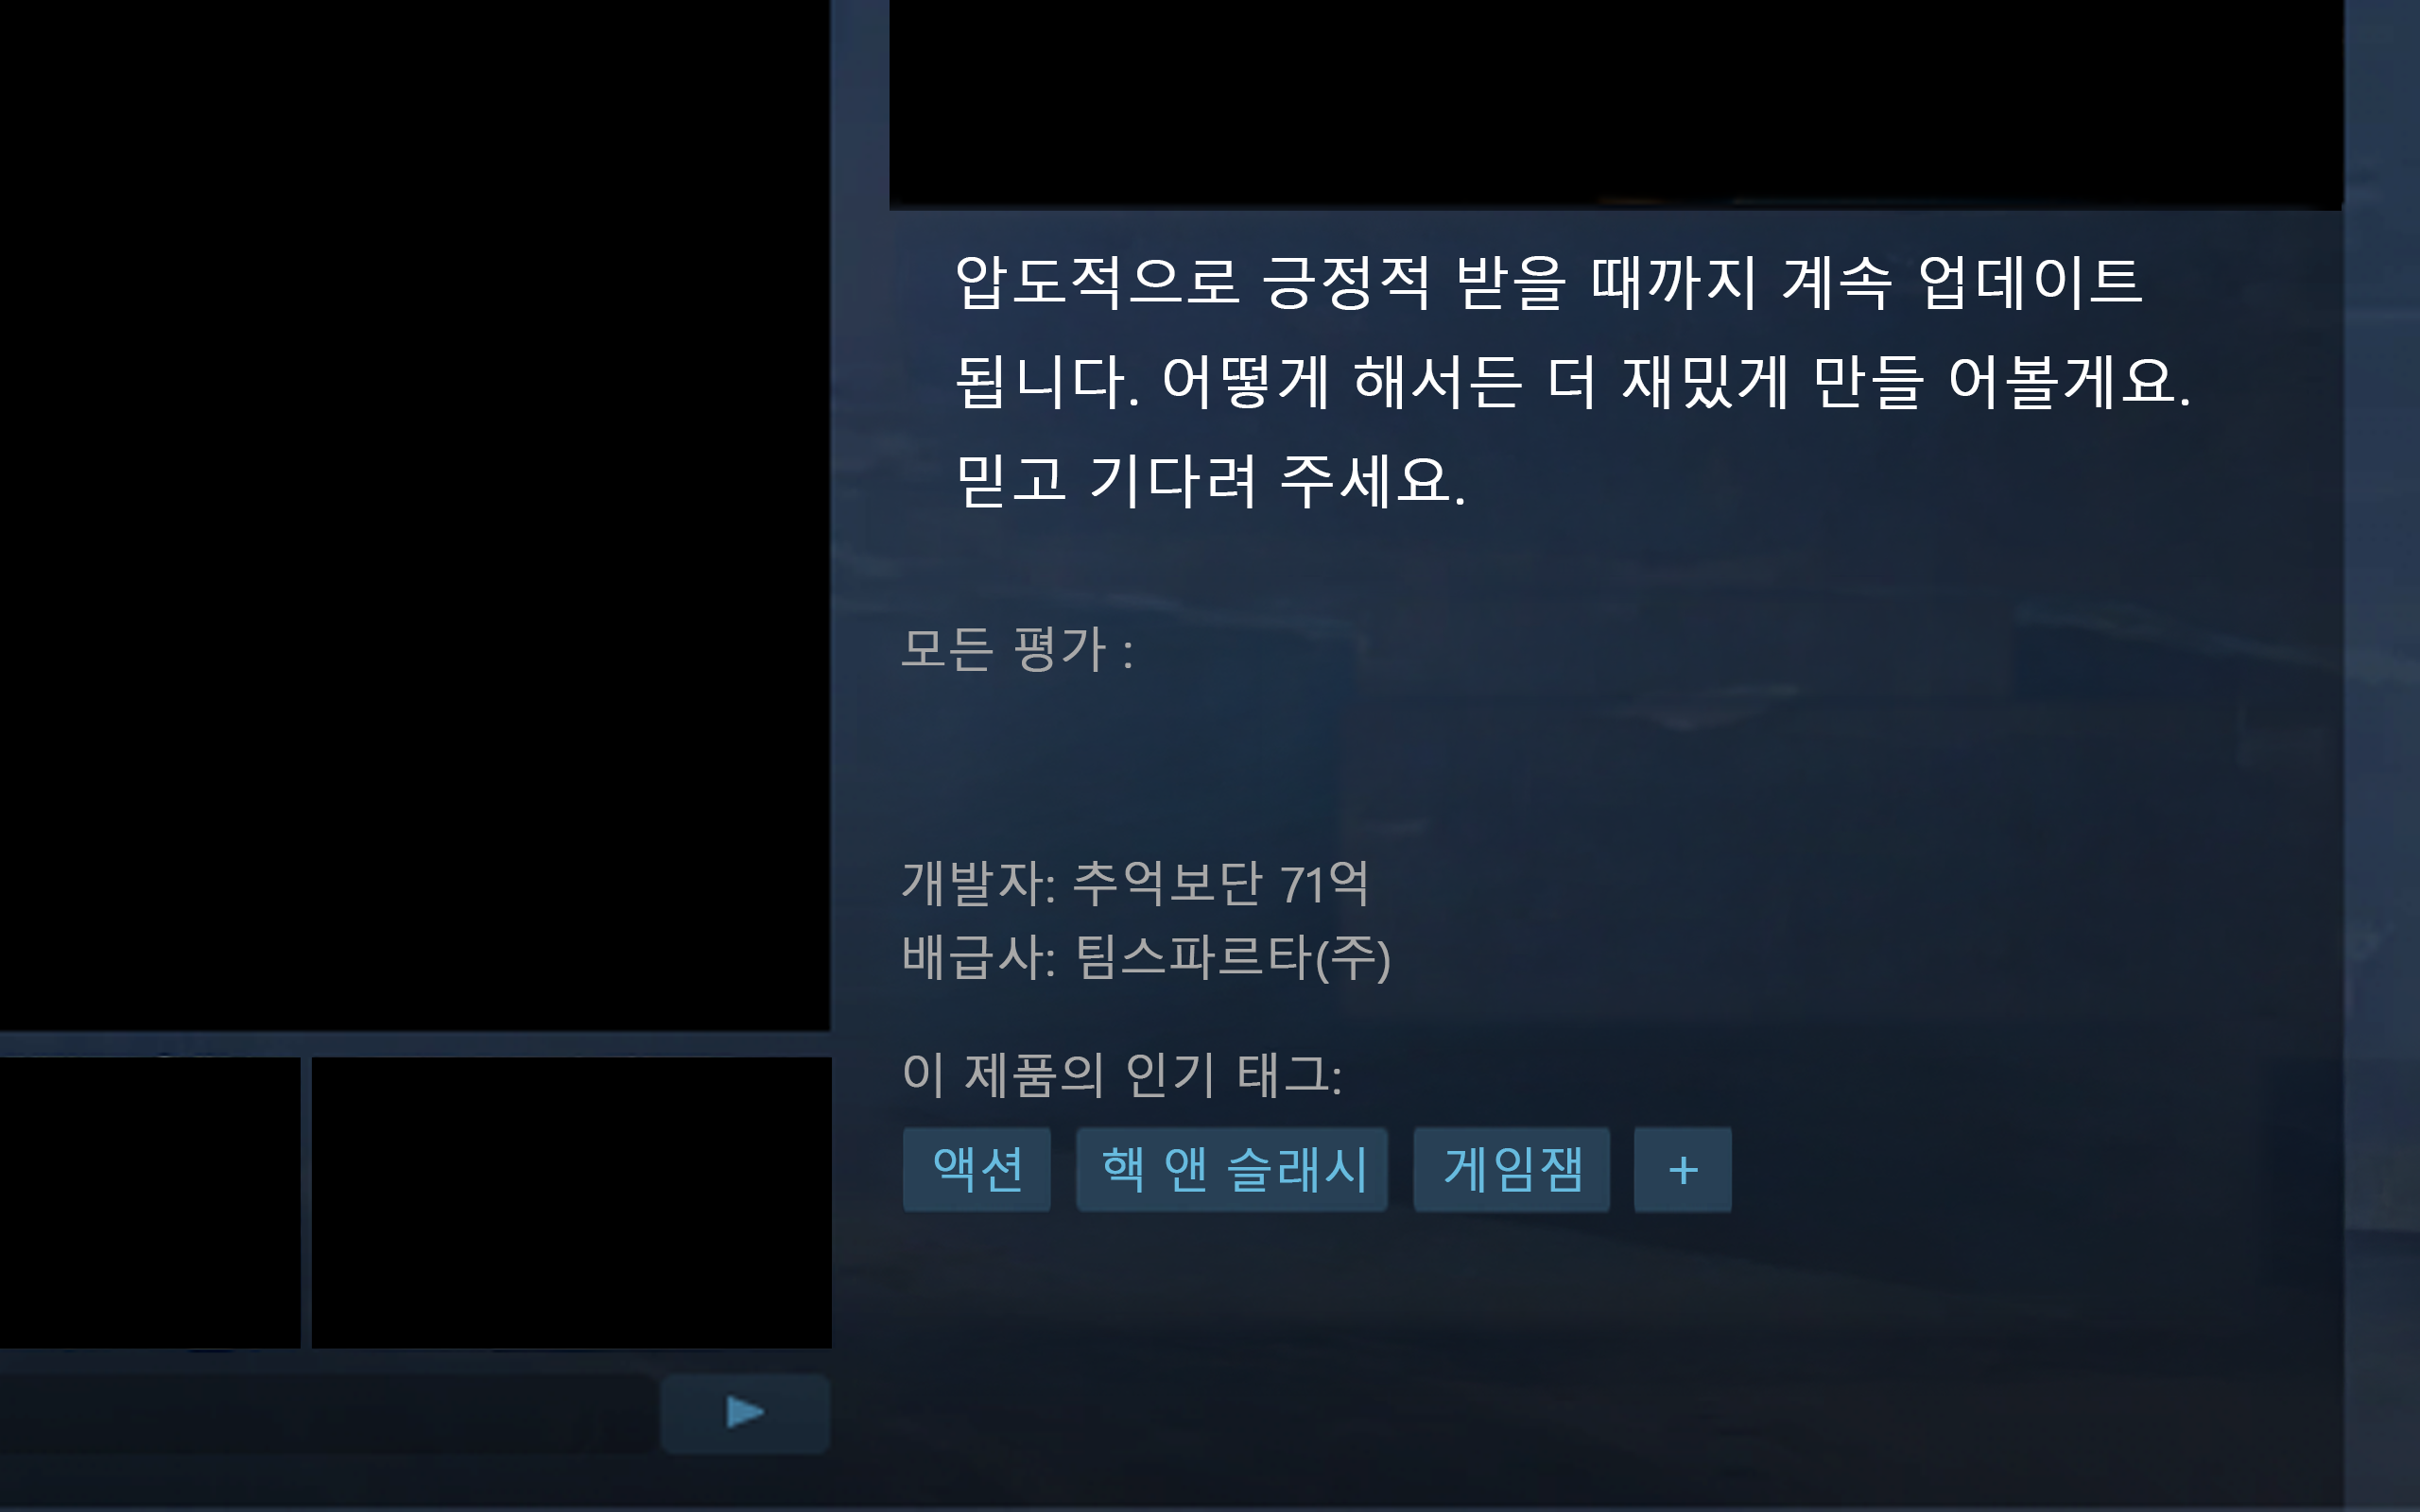 압도적으로 긍정적 받을 때까지 계속 업데이트
됩니다. 어떻게 해서든 더 재밌게 만들 어볼게요.
믿고 기다려 주세요.
모든 평가 :
개발자: 추억보단 71억
배급사: 팀스파르타(주)
이 제품의 인기 태그:
액션 핵 앤 슬래시 게임잼 +